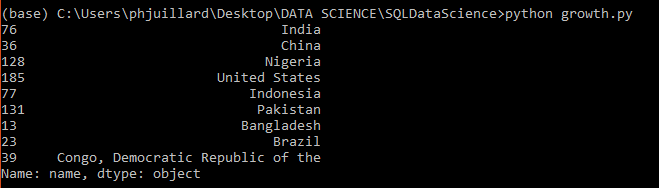 (base) C:\Users\phjuillard\Desktop\DATA SCIENCE\SQLDataScience>python growth.py
76 India
36 China
128 Nigeria
185 United States
77 Indonesia
131 Pakistan
13 Bangladesh
23 Brazil
39 Congo, Democratic Republic of the
Name: name, dtype: object